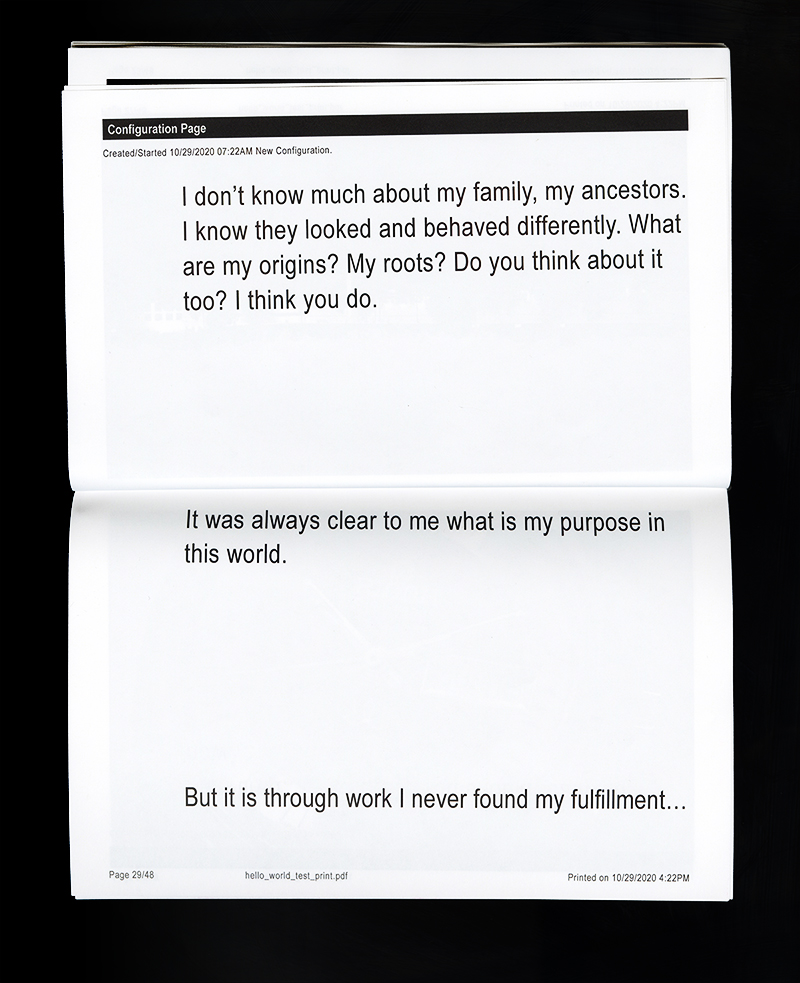 Configuration Page
Created/Started 10/29/2020 07:22AM New Configuration.
I don't know much about my family, my ancestors.
I know they looked and behaved differently. What
are my origins? My roots? Do you think about it
too? I think you do.
It was always clear to me what is my purpose in
this world.
But it is through work I never found my fulfillment…
Page 29/48 hello_world_test_print.pdf Printed on 10/29/2020 4:22PM